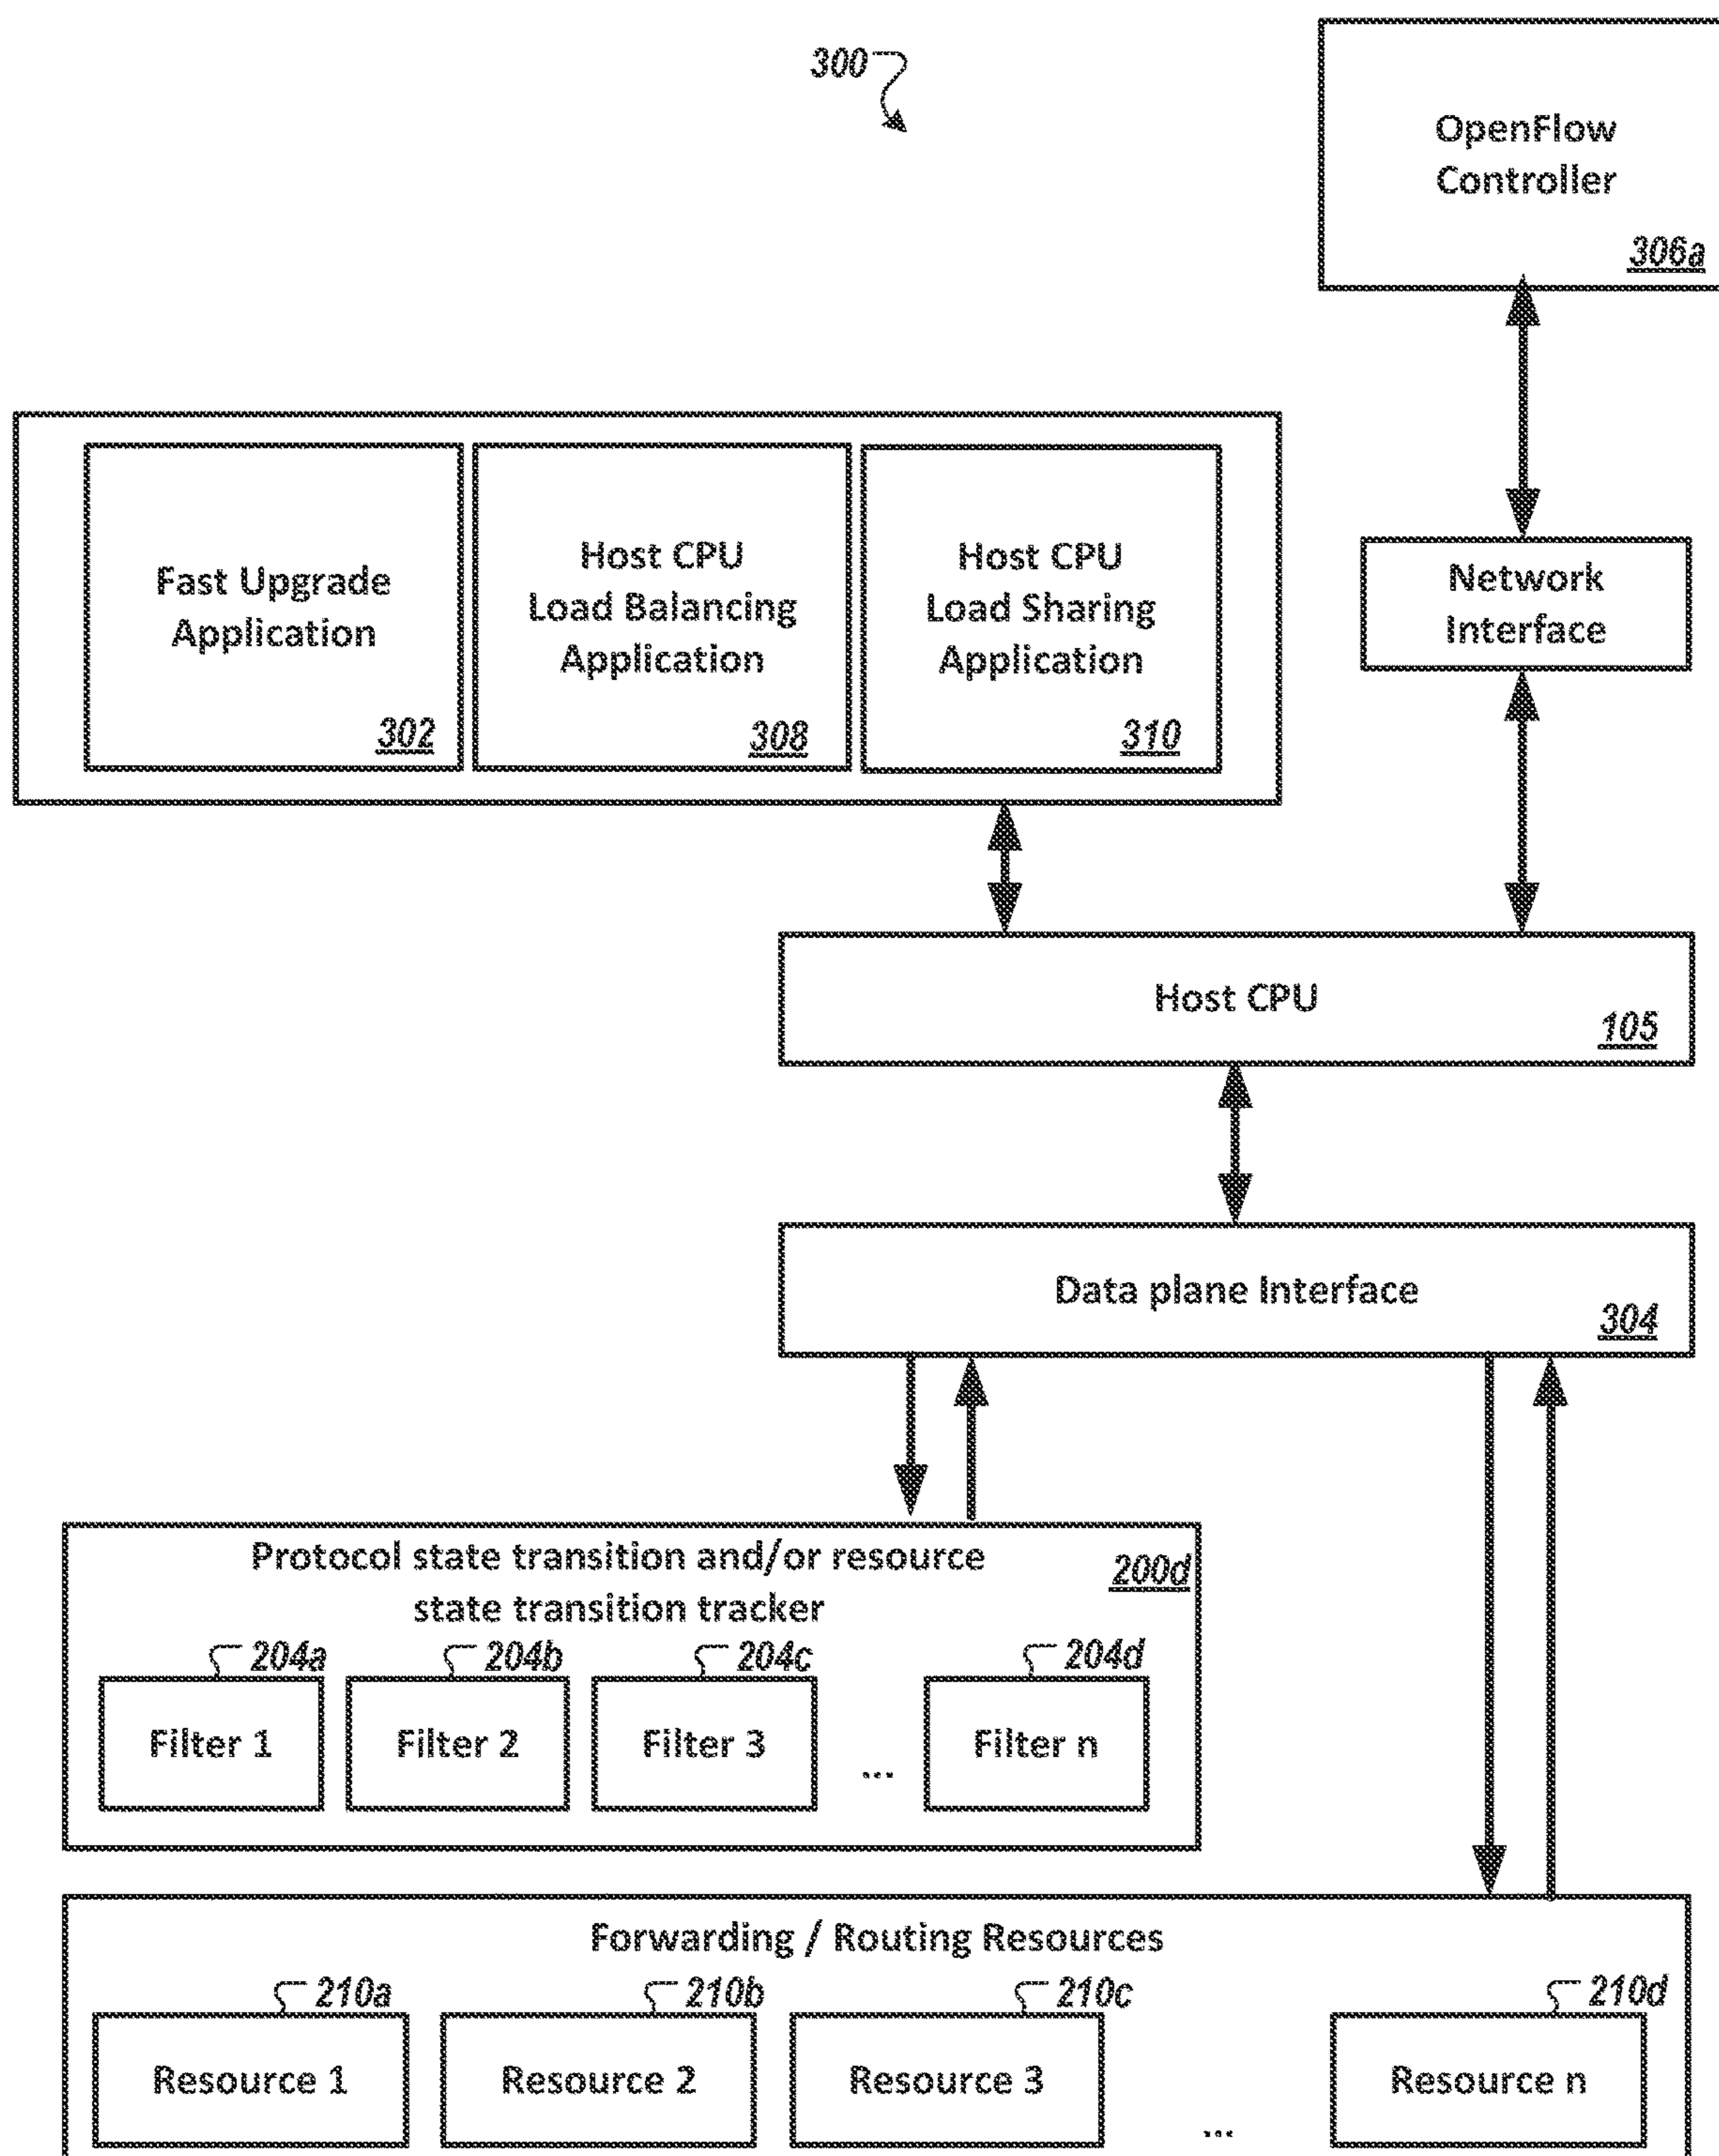 300
OpenFlow
Controller
306a
Fast Upgrade
Application
302
Host CPU
Load Balancing
Application
308
Host CPU
Load Sharing
Application
310
Network
Interface
Host CPU
105
Data plane Interface
304
Protocol state transition and/or resource
state transition tracker
200d
204a
204b
204c
204d
Filter 1
Filter 2
Filter 3
...
Filter n
Forwarding / Routing Resources
210a
210b
210c
210d
Resource 1
Resource 2
Resource 3
...
Resource n